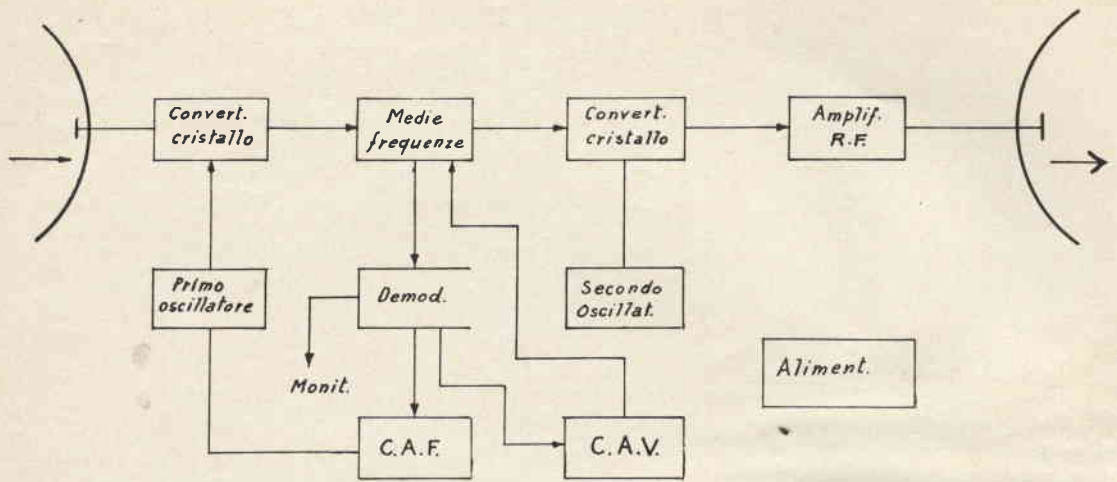 Convert.
cristallo
Medie
frequenze
Convert.
cristallo
Amplif.
R.F.
Primo
oscillatore
Demod.
Secondo
Oscillat.
Monit.
Aliment.
C.A.F.
C.A.V.